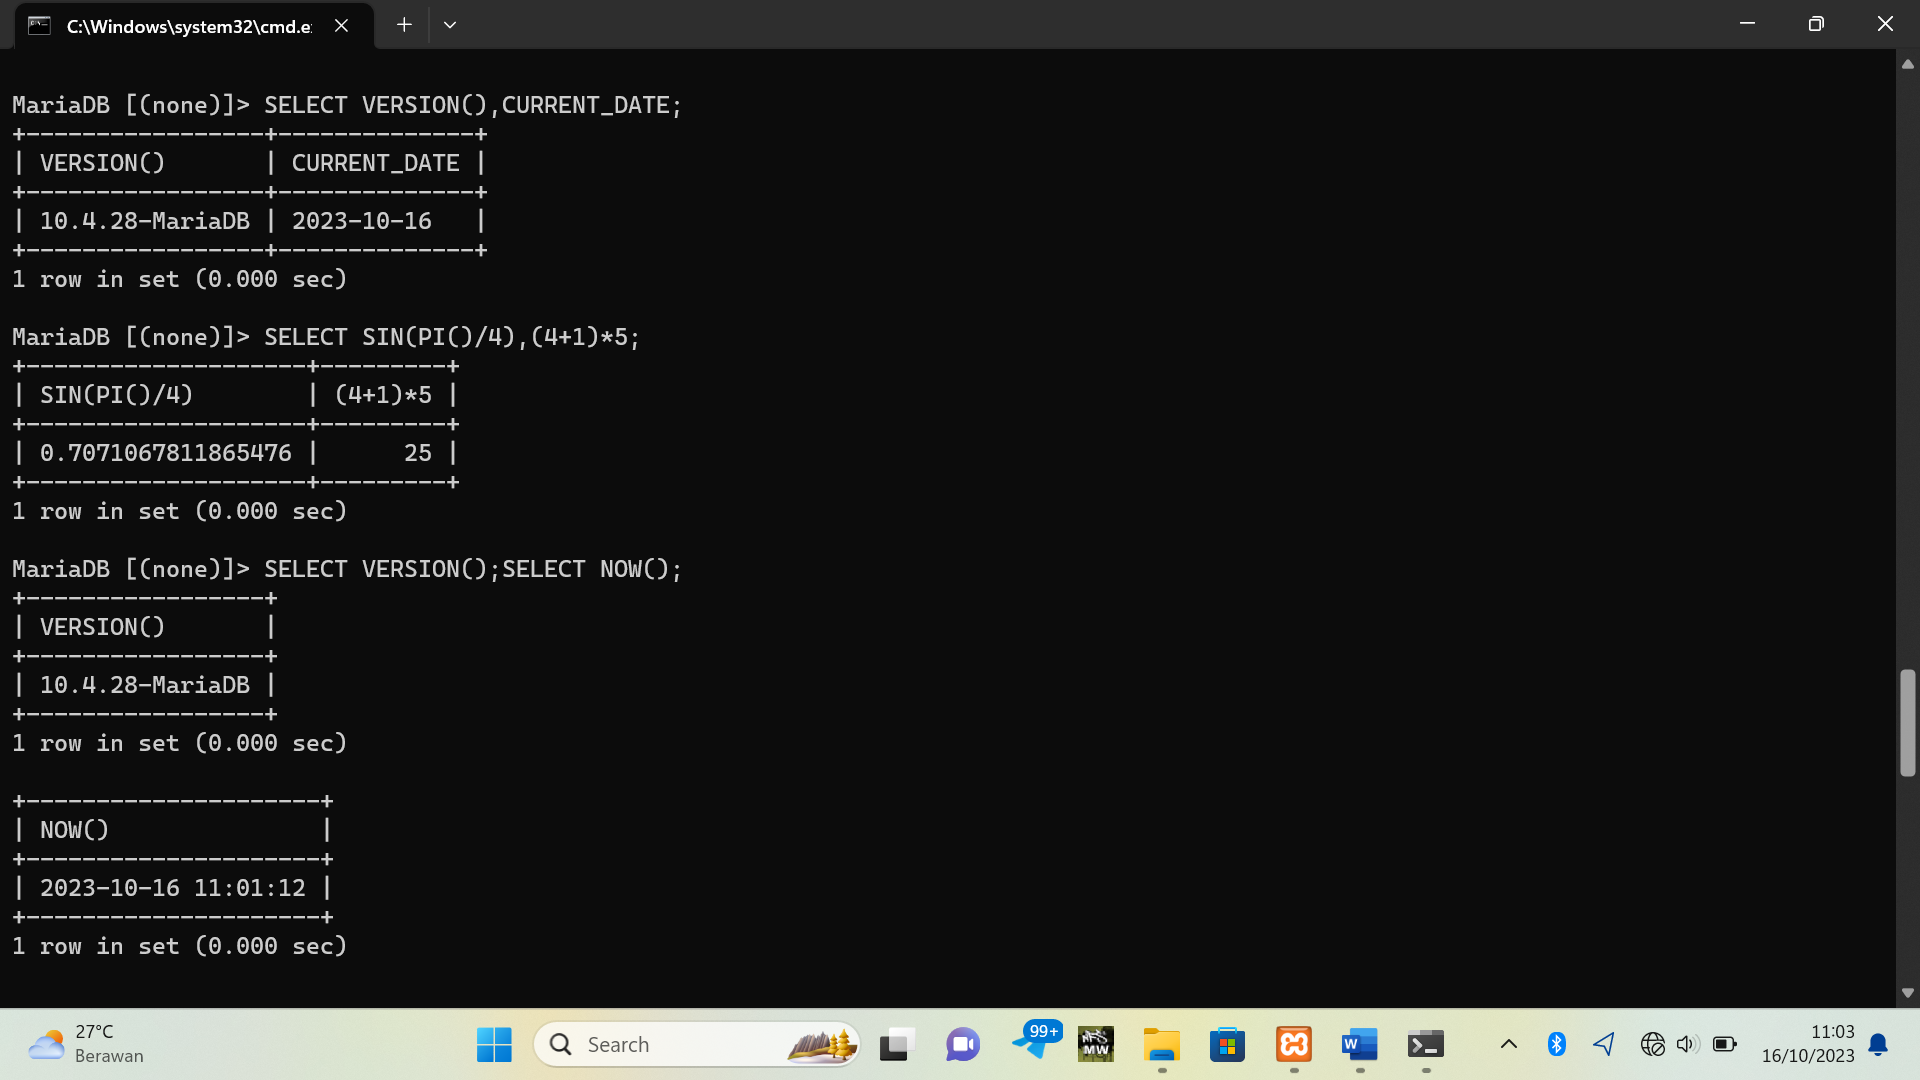 C:\Windows\system32\cmd.e
MariaDB [(none)]> SELECT VERSION(),CURRENT_DATE;
+-----------------+--------------+
| VERSION()       | CURRENT_DATE |
+-----------------+--------------+
| 10.4.28-MariaDB | 2023-10-16   |
+-----------------+--------------+
1 row in set (0.000 sec)
MariaDB [(none)]> SELECT SIN(PI()/4),(4+1)*5;
+--------------------+---------+
| SIN(PI()/4)        | (4+1)*5 |
+--------------------+---------+
| 0.7071067811865476 |      25 |
+--------------------+---------+
1 row in set (0.000 sec)
MariaDB [(none)]> SELECT VERSION();SELECT NOW();
+-----------------+
| VERSION()       |
+-----------------+
| 10.4.28-MariaDB |
+-----------------+
1 row in set (0.000 sec)
+---------------------+
| NOW()               |
+---------------------+
| 2023-10-16 11:01:12 |
+---------------------+
1 row in set (0.000 sec)
27°C
Berawan
Search
99+
NFS
MW
W
11:03
16/10/2023